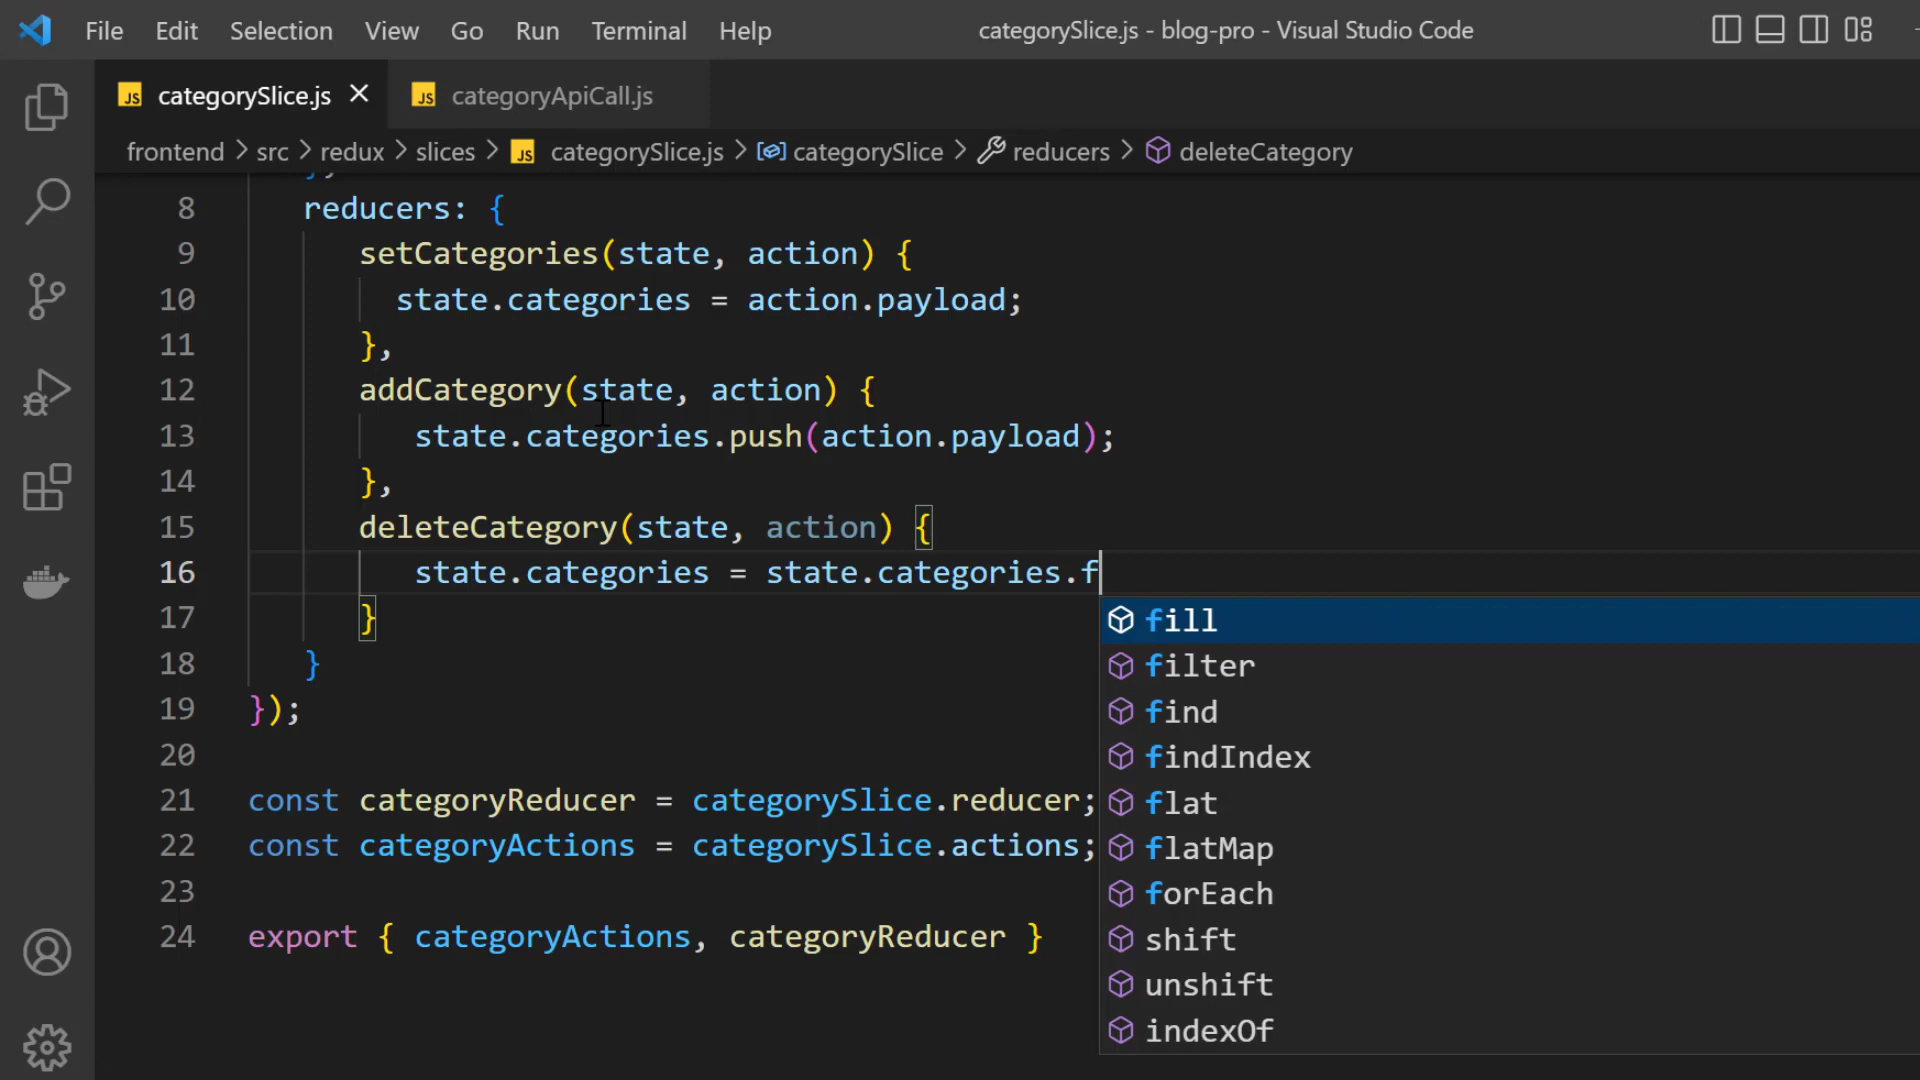 File Edit Selection View Go Run Terminal Help categorySlice.js - blog-pro - Visual Studio Code
JS categorySlice.js JS categoryApiCall.js
frontend > src > redux > slices > JS categorySlice.js > categorySlice > reducers > deleteCategory
8 reducers: {
9 setCategories(state, action) {
10 state.categories = action.payload;
11 },
12 addCategory(state, action) {
13 state.categories.push(action.payload);
14 },
15 deleteCategory(state, action) {
16 state.categories = state.categories.f
17 }
18 }
19 });
20
21 const categoryReducer = categorySlice.reducer;
22 const categoryActions = categorySlice.actions;
23
24 export { categoryActions, categoryReducer }
fill
filter
find
findIndex
flat
flatMap
forEach
shift
unshift
indexOf